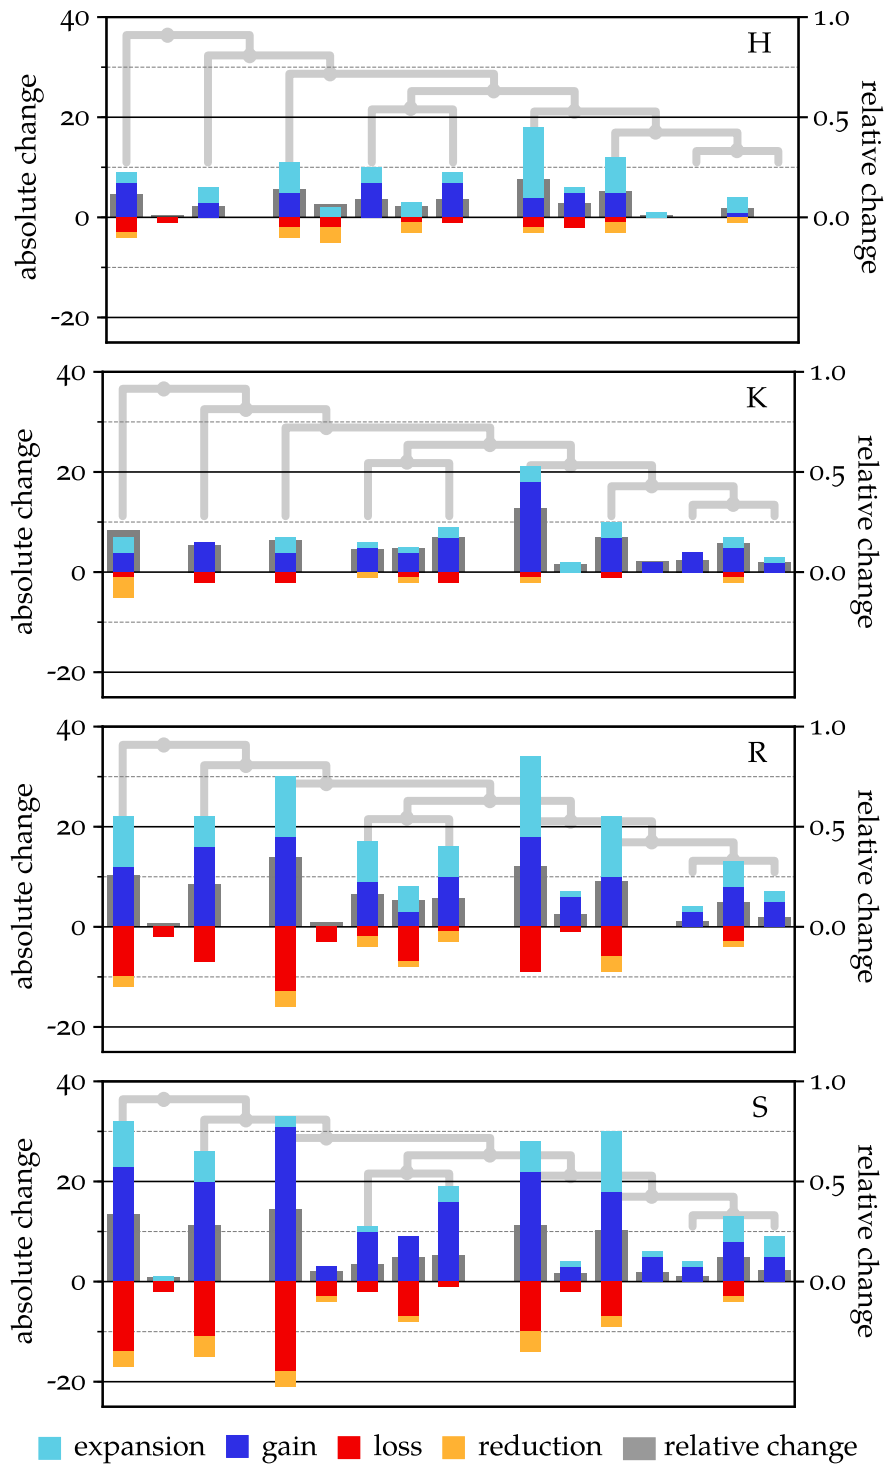 40 1.0
H
20 0.5
0 0.0
-20
absolute change
relative change
40 1.0
K
20 0.5
0 0.0
-20
absolute change
relative change
40 1.0
R
20 0.5
0 0.0
-20
absolute change
relative change
40 1.0
S
20 0.5
0 0.0
-20
absolute change
relative change
expansion gain loss reduction relative change